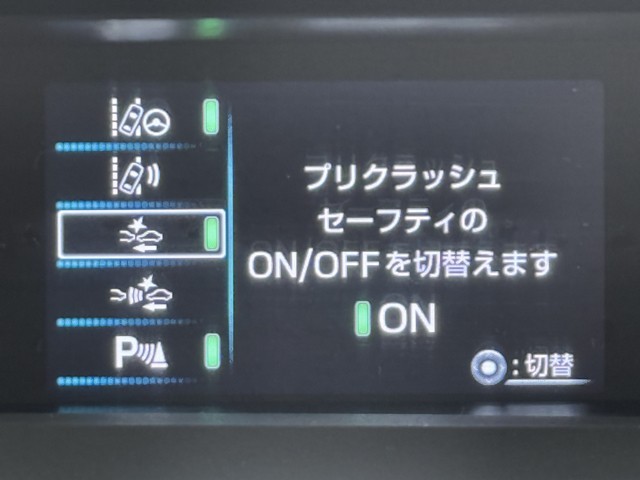 プリクラッシュ
セーフティの
ON/OFFを切替えます
ON
:切替
P